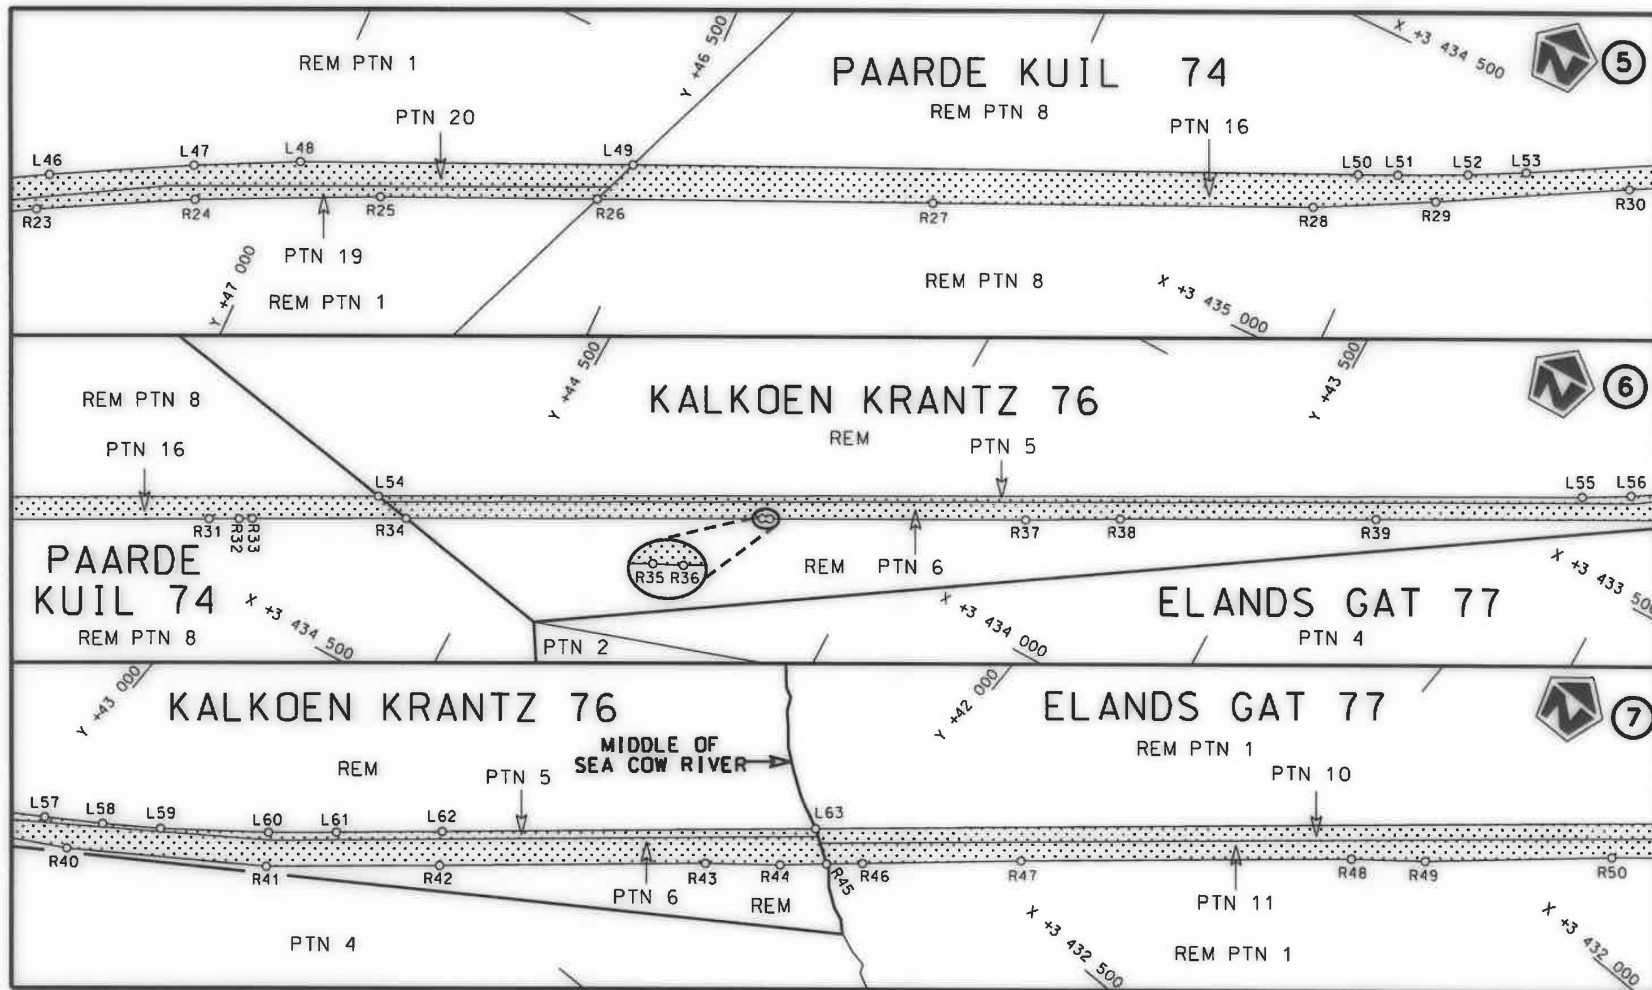 REM PTN 1
Y +46 500
PAARDE KUIL 74
X +3 434 500
5
PTN 20
REM PTN 8
PTN 16
L46
L47
L48
L49
L50
L51
L52
L53
R23
R24
R25
R26
R27
R28
R29
R30
PTN 19
Y +47 000
REM PTN 1
REM PTN 8
X +3 435 000
REM PTN 8
Y +44 500
KALKOEN KRANTZ 76
REM
Y +43 500
6
PTN 16
PTN 5
L54
L55
L56
R31
R32
R33
R34
R35
R36
R37
R38
R39
PAARDE
KUIL 74
REM PTN 8
X +3 434 500
REM
PTN 6
PTN 2
X +3 434 000
ELANDS GAT 77
PTN 4
X +3 433 500
Y +43 000
KALKOEN KRANTZ 76
REM
PTN 5
MIDDLE OF
SEA COW RIVER
Y +42 000
ELANDS GAT 77
REM PTN 1
PTN 10
7
L57
L58
L59
L60
L61
L62
L63
R40
R41
R42
R43
R44
R45
R46
R47
R48
R49
R50
PTN 6
REM
PTN 4
PTN 11
REM PTN 1
X +3 432 500
X +3 432 000